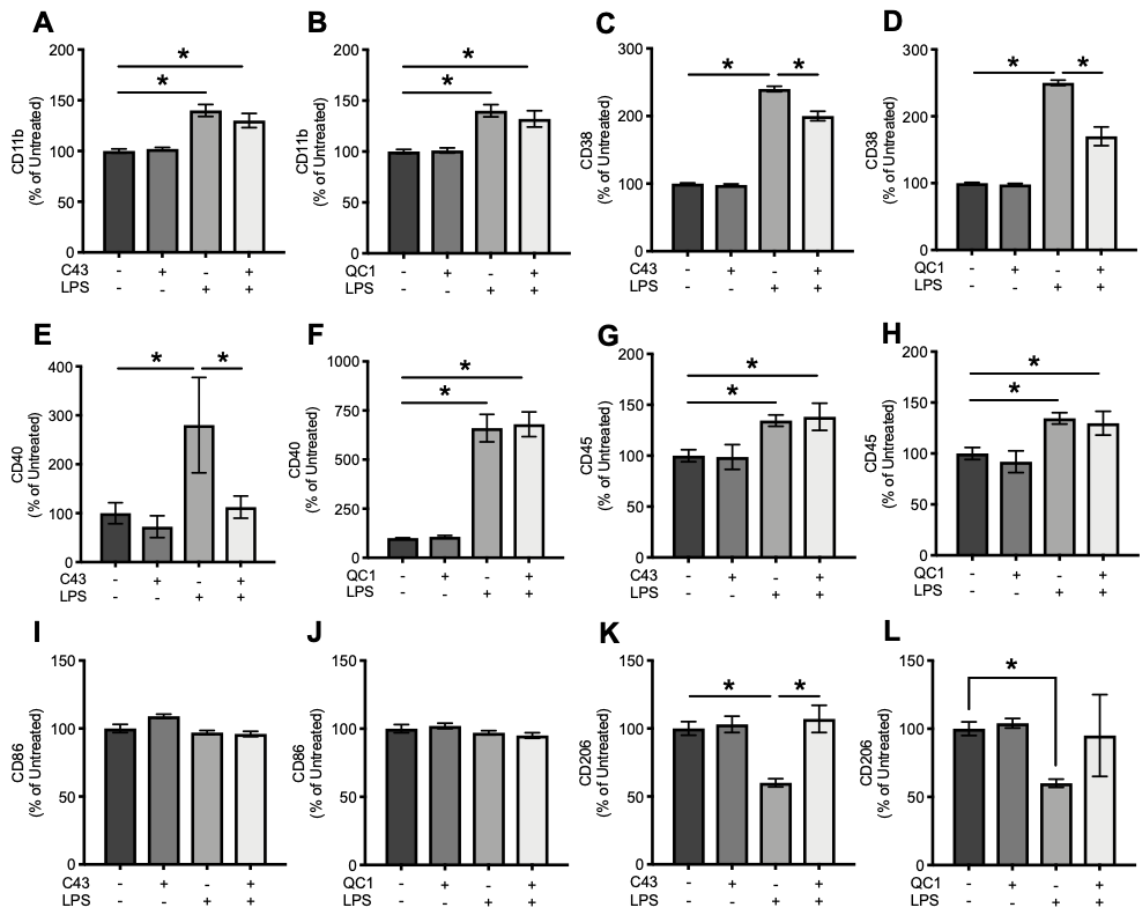 A
B
C
D
CD11b
(% of Untreated)
200
150
100
50
0
*
*
C43 - + - +
LPS - - + +
CD11b
(% of Untreated)
200
150
100
50
0
*
*
QC1 - + - +
LPS - - + +
CD38
(% of Untreated)
300
200
100
0
* *
C43 - + - +
LPS - - + +
CD38
(% of Untreated)
300
200
100
0
* *
QC1 - + - +
LPS - - + +
E
F
G
H
CD40
(% of Untreated)
400
300
200
100
0
* *
C43 - + - +
LPS - - + +
CD40
(% of Untreated)
1000
750
500
250
0
*
*
QC1 - + - +
LPS - - + +
CD45
(% of Untreated)
200
150
100
50
0
*
*
C43 - + - +
LPS - - + +
CD45
(% of Untreated)
200
150
100
50
0
*
*
QC1 - + - +
LPS - - + +
I
J
K
L
CD86
(% of Untreated)
150
100
50
0
C43 - + - +
LPS - - + +
CD86
(% of Untreated)
150
100
50
0
QC1 - + - +
LPS - - + +
CD206
(% of Untreated)
150
100
50
0
* *
C43 - + - +
LPS - - + +
CD206
(% of Untreated)
150
100
50
0
*
QC1 - + - +
LPS - - + +